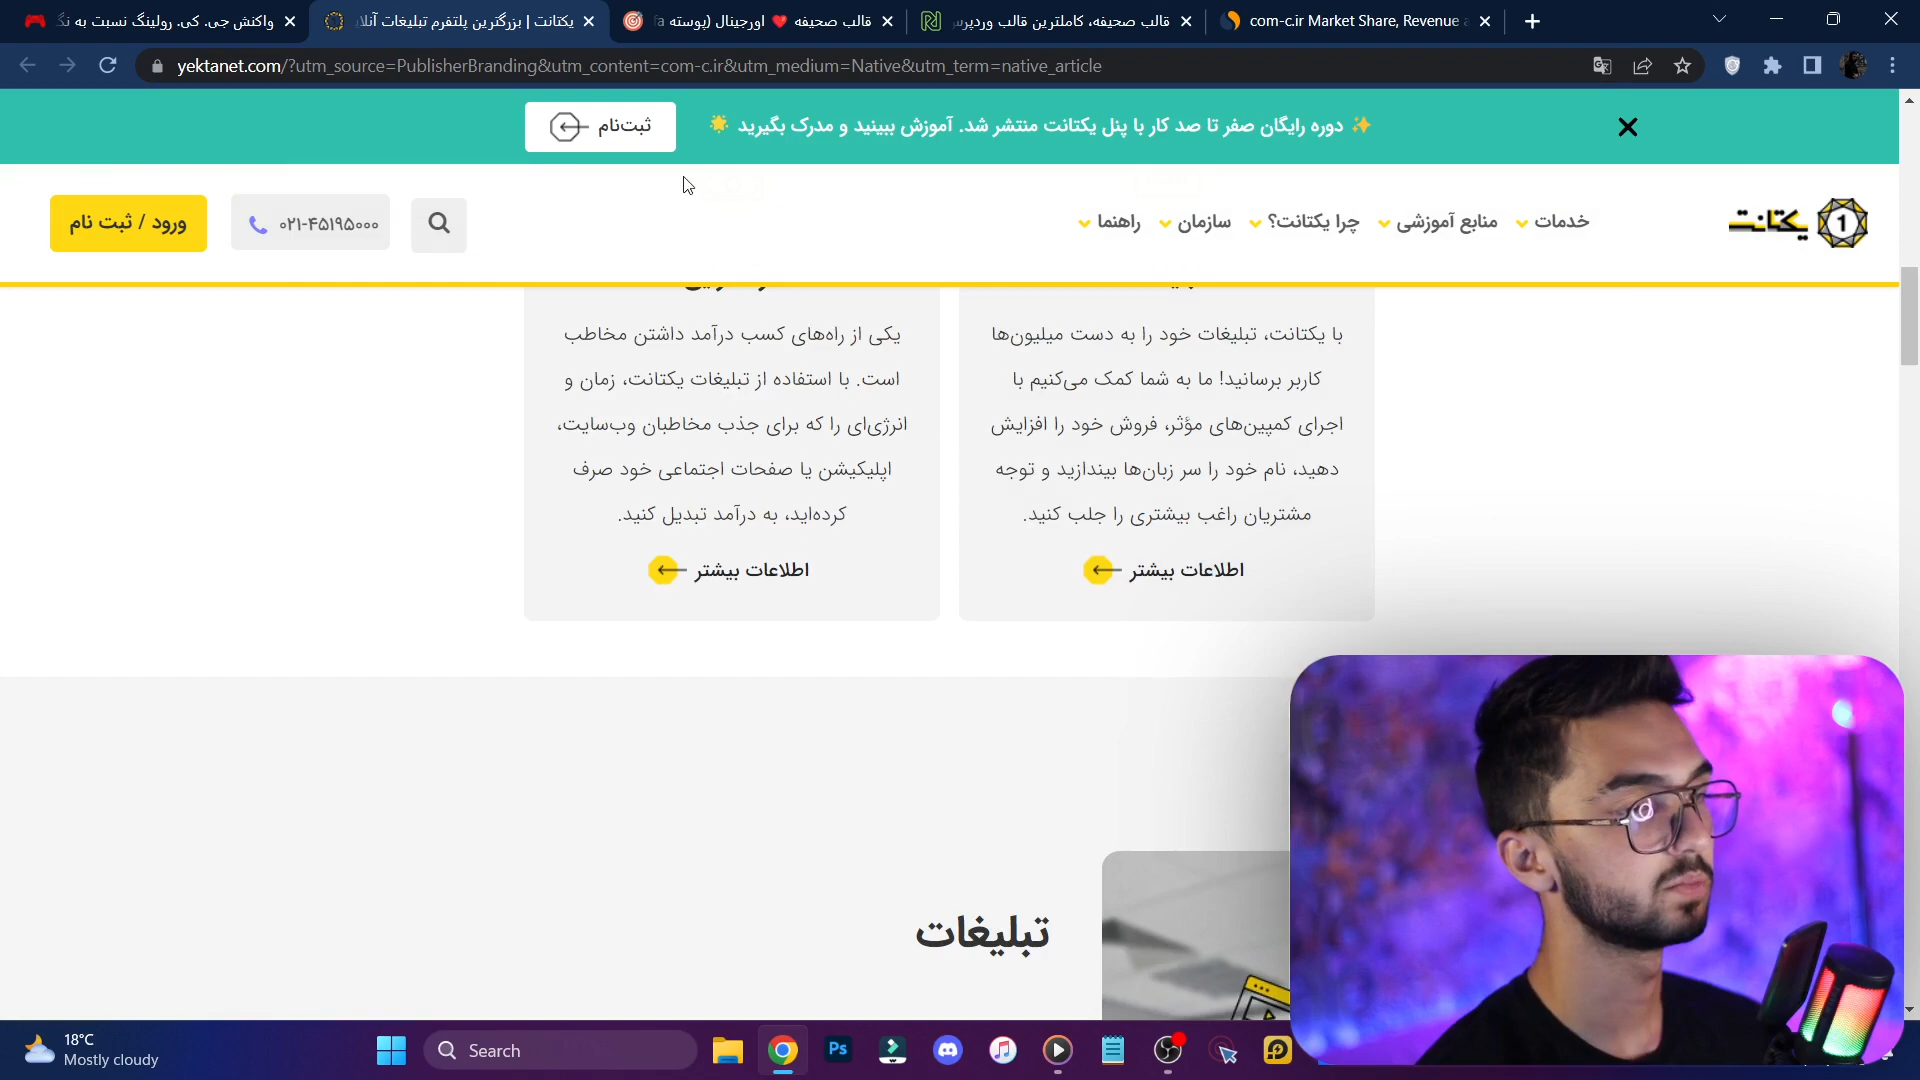 واکنش جی. کی. رولینگ نسبت به
یکتانت | بزرگترین پلتفرم تبلیغات آنلا
قالب صحیفه ❤️ اورجینال (پوسته fa
قالب صحیفه، کاملترین قالب وردپرس
com-c.ir Market Share, Revenue a
yektanet.com/?utm_source=PublisherBranding&utm_content=com-c.ir&utm_medium=Native&utm_term=native_article
✨ دوره رایگان صفر تا صد کار با پنل یکتانت منتشر شد. آموزش ببینید و مدرک بگیرید 🌟
ثبت‌نام
یکتانت
خدمات
منابع آموزشی
چرا یکتانت؟
سازمان
راهنما
۰۲۱-۴۵۱۹۵۰۰۰
ورود / ثبت نام
با یکتانت، تبلیغات خود را به دست میلیون‌ها
کاربر برسانید! ما به شما کمک می‌کنیم با
اجرای کمپین‌های مؤثر، فروش خود را افزایش
دهید، نام خود را سر زبان‌ها بیندازید و توجه
مشتریان راغب بیشتری را جلب کنید.
اطلاعات بیشتر
یکی از راه‌های کسب درآمد داشتن مخاطب
است. با استفاده از تبلیغات یکتانت، زمان و
انرژی‌ای را که برای جذب مخاطبان وب‌سایت،
اپلیکیشن یا صفحات اجتماعی خود صرف
کرده‌اید، به درآمد تبدیل کنید.
اطلاعات بیشتر
تبلیغات
18°C
Mostly cloudy
Search
Ps